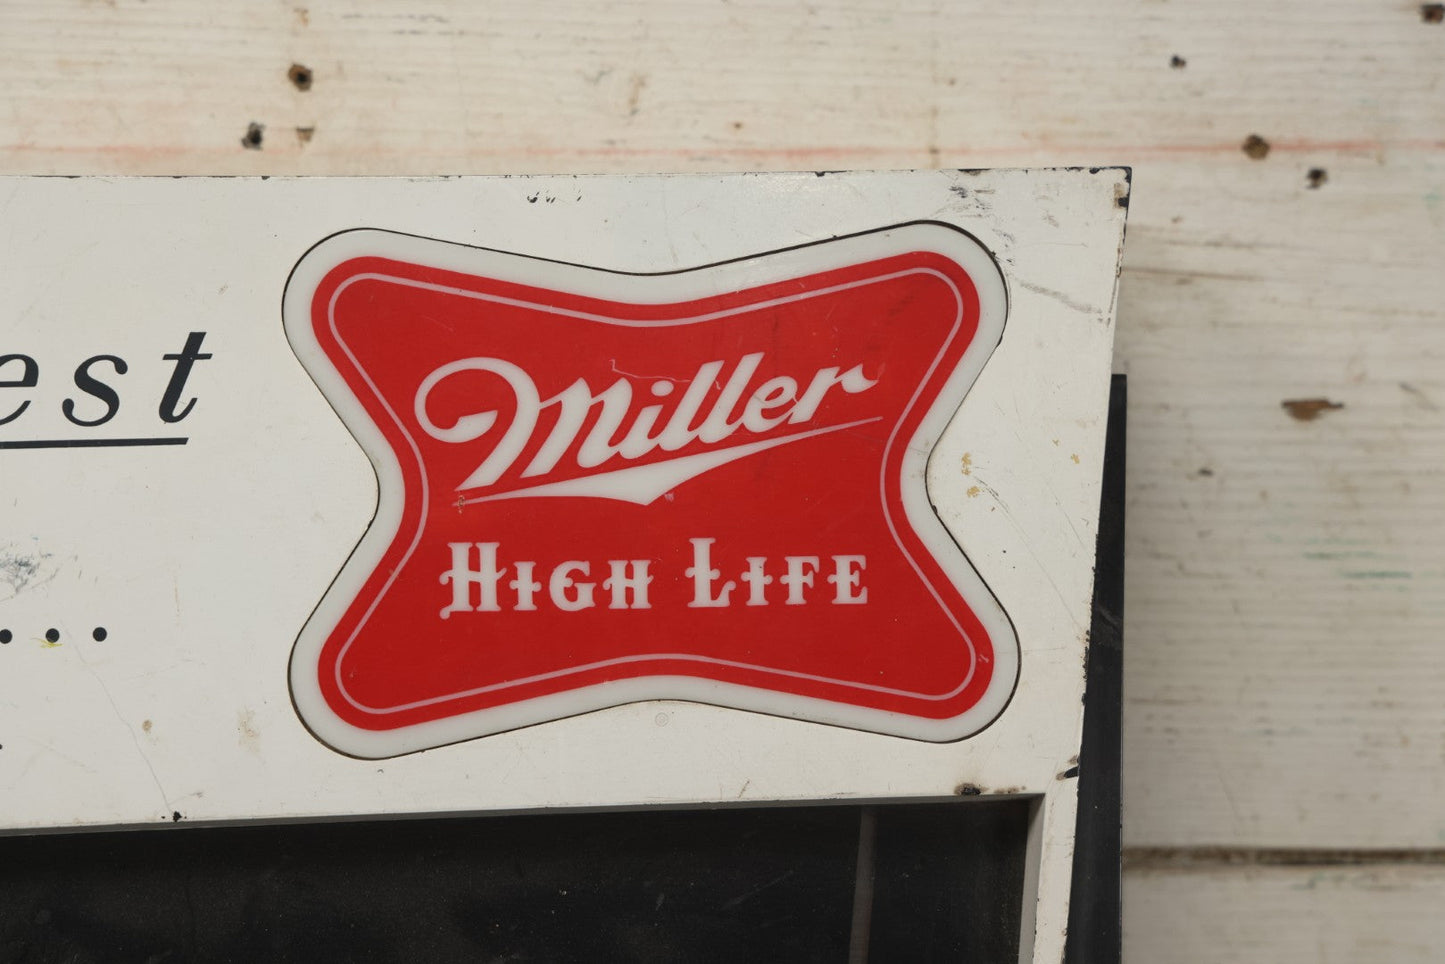 est
Miller
High Life
....